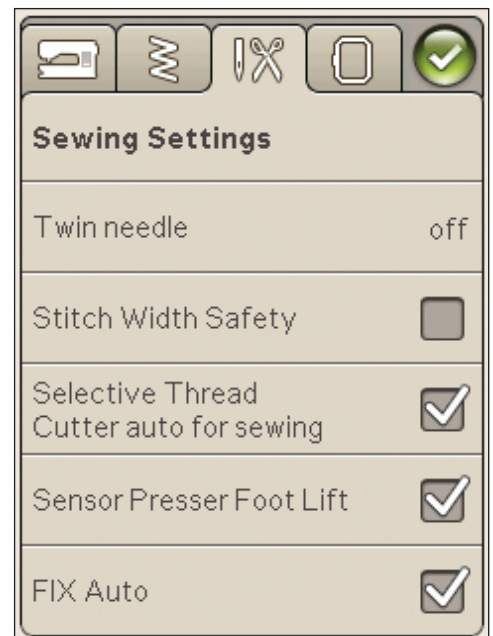 Sewing Settings
Twin needle off
Stitch Width Safety
Selective Thread
Cutter auto for sewing
Sensor Presser Foot Lift
FIX Auto